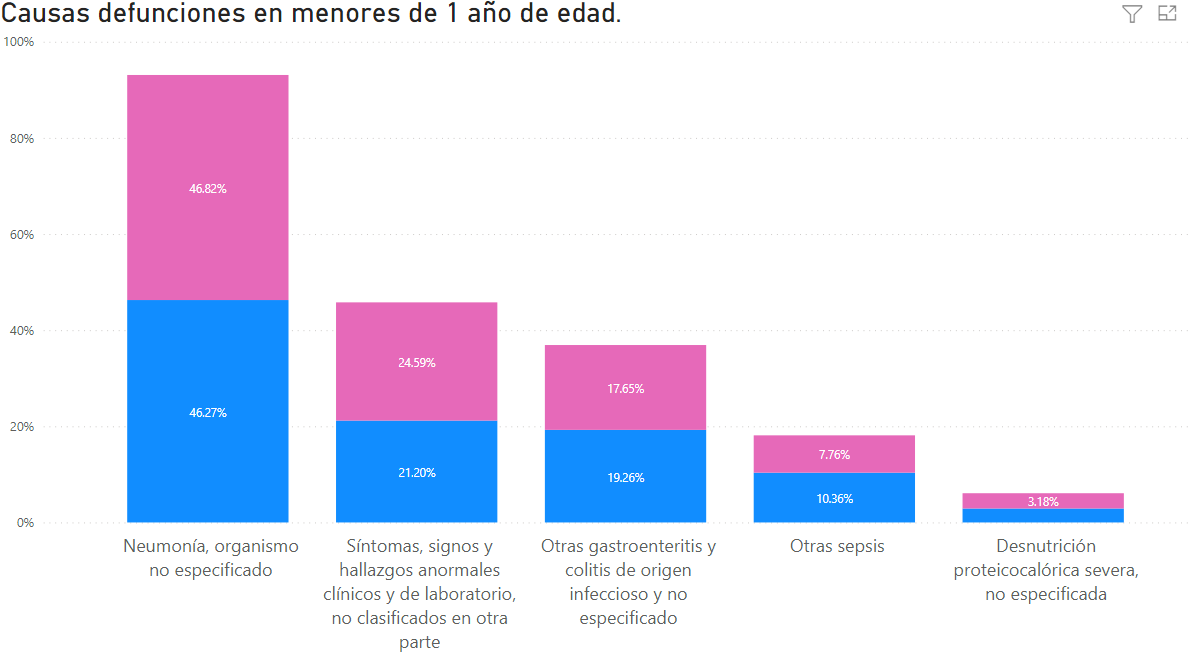 Causas defunciones en menores de 1 año de edad.
100%
80%
60%
40%
20%
0%
46.82%
46.27%
24.59%
21.20%
17.65%
19.26%
7.76%
10.36%
3.18%
Neumonía, organismo
no especificado
Síntomas, signos y
hallazgos anormales
clínicos y de laboratorio,
no clasificados en otra
parte
Otras gastroenteritis y
colitis de origen
infeccioso y no
especificado
Otras sepsis
Desnutrición
proteicocalórica severa,
no especificada